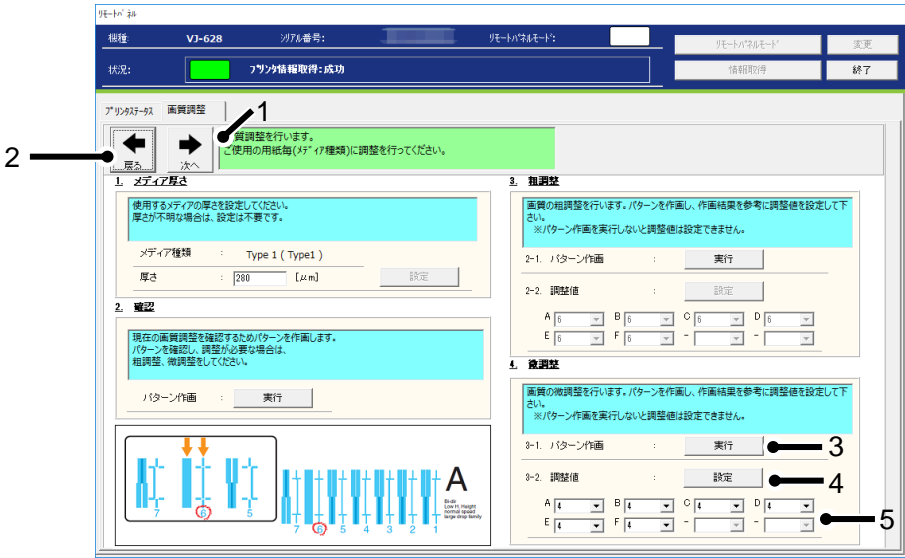 ﾘﾓｰﾄﾊﾟﾈﾙ
機種: VJ-628 ｼﾘｱﾙ番号: ﾘﾓｰﾄﾊﾟﾈﾙﾓｰﾄﾞ:
ﾘﾓｰﾄﾊﾟﾈﾙﾓｰﾄﾞ 変更
状況: ﾌﾟﾘﾝﾀ情報取得:成功
情報取得 終了
ﾌﾟﾘﾝﾀｽﾃｰﾀｽ 画質調整
1
2
戻る 次へ
質調整を行います。
ご使用の用紙毎(ﾒﾃﾞｨｱ種類)に調整を行ってください。
1. メディア厚さ
使用するメディアの厚さを設定してください。
厚さが不明な場合は、設定は不要です。
メディア種類 : Type 1 ( Type1 )
厚さ : 280 [μm] 設定
2. 確認
現在の画質調整を確認するためパターンを作画します。
パターンを確認し、調整が必要な場合は、
粗調整、微調整をしてください。
パターン作画 : 実行
7 6 5
7 6 5 4 3 2 1
A
Bi-dir
Low H. Height
normal speed
large drop family
3. 粗調整
画質の粗調整を行います。パターンを作画し、作画結果を参考に調整値を設定して下
さい。
※パターン作画を実行しないと調整値は設定できません。
2-1. パターン作画 : 実行
2-2. 調整値 : 設定
A 6 B 6 C 6 D 6
E 6 F 6 - -
4. 微調整
画質の微調整を行います。パターンを作画し、作画結果を参考に調整値を設定して下
さい。
※パターン作画を実行しないと調整値は設定できません。
3-1. パターン作画 : 実行
3
3-2. 調整値 : 設定
4
A 4 B 4 C 4 D 4
E 4 F 4 - -
5